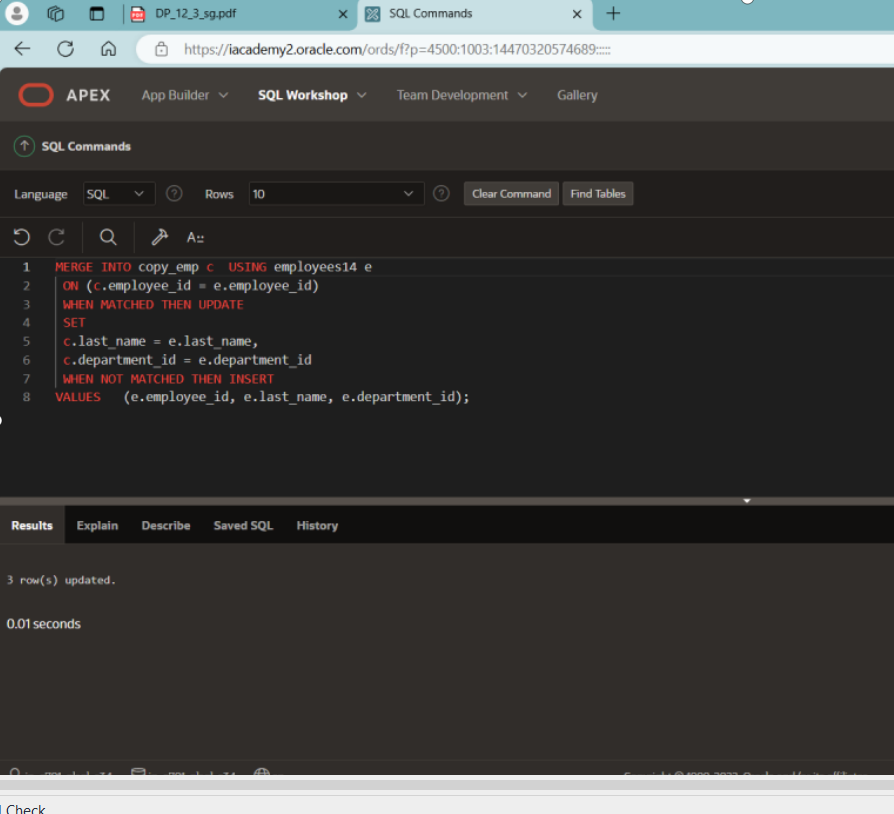 DP_12_3_sg.pdf
SQL Commands
https://iacademy2.oracle.com/ords/f?p=4500:1003:14470320574689:::::
APEX App Builder SQL Workshop Team Development Gallery
SQL Commands
Language SQL ? Rows 10 ? Clear Command Find Tables
A::
1 MERGE INTO copy_emp c  USING employees14 e
2 ON (c.employee_id = e.employee_id)
3 WHEN MATCHED THEN UPDATE
4 SET
5 c.last_name = e.last_name,
6 c.department_id = e.department_id
7 WHEN NOT MATCHED THEN INSERT
8 VALUES   (e.employee_id, e.last_name, e.department_id);
Results Explain Describe Saved SQL History
3 row(s) updated.
0.01 seconds
Check